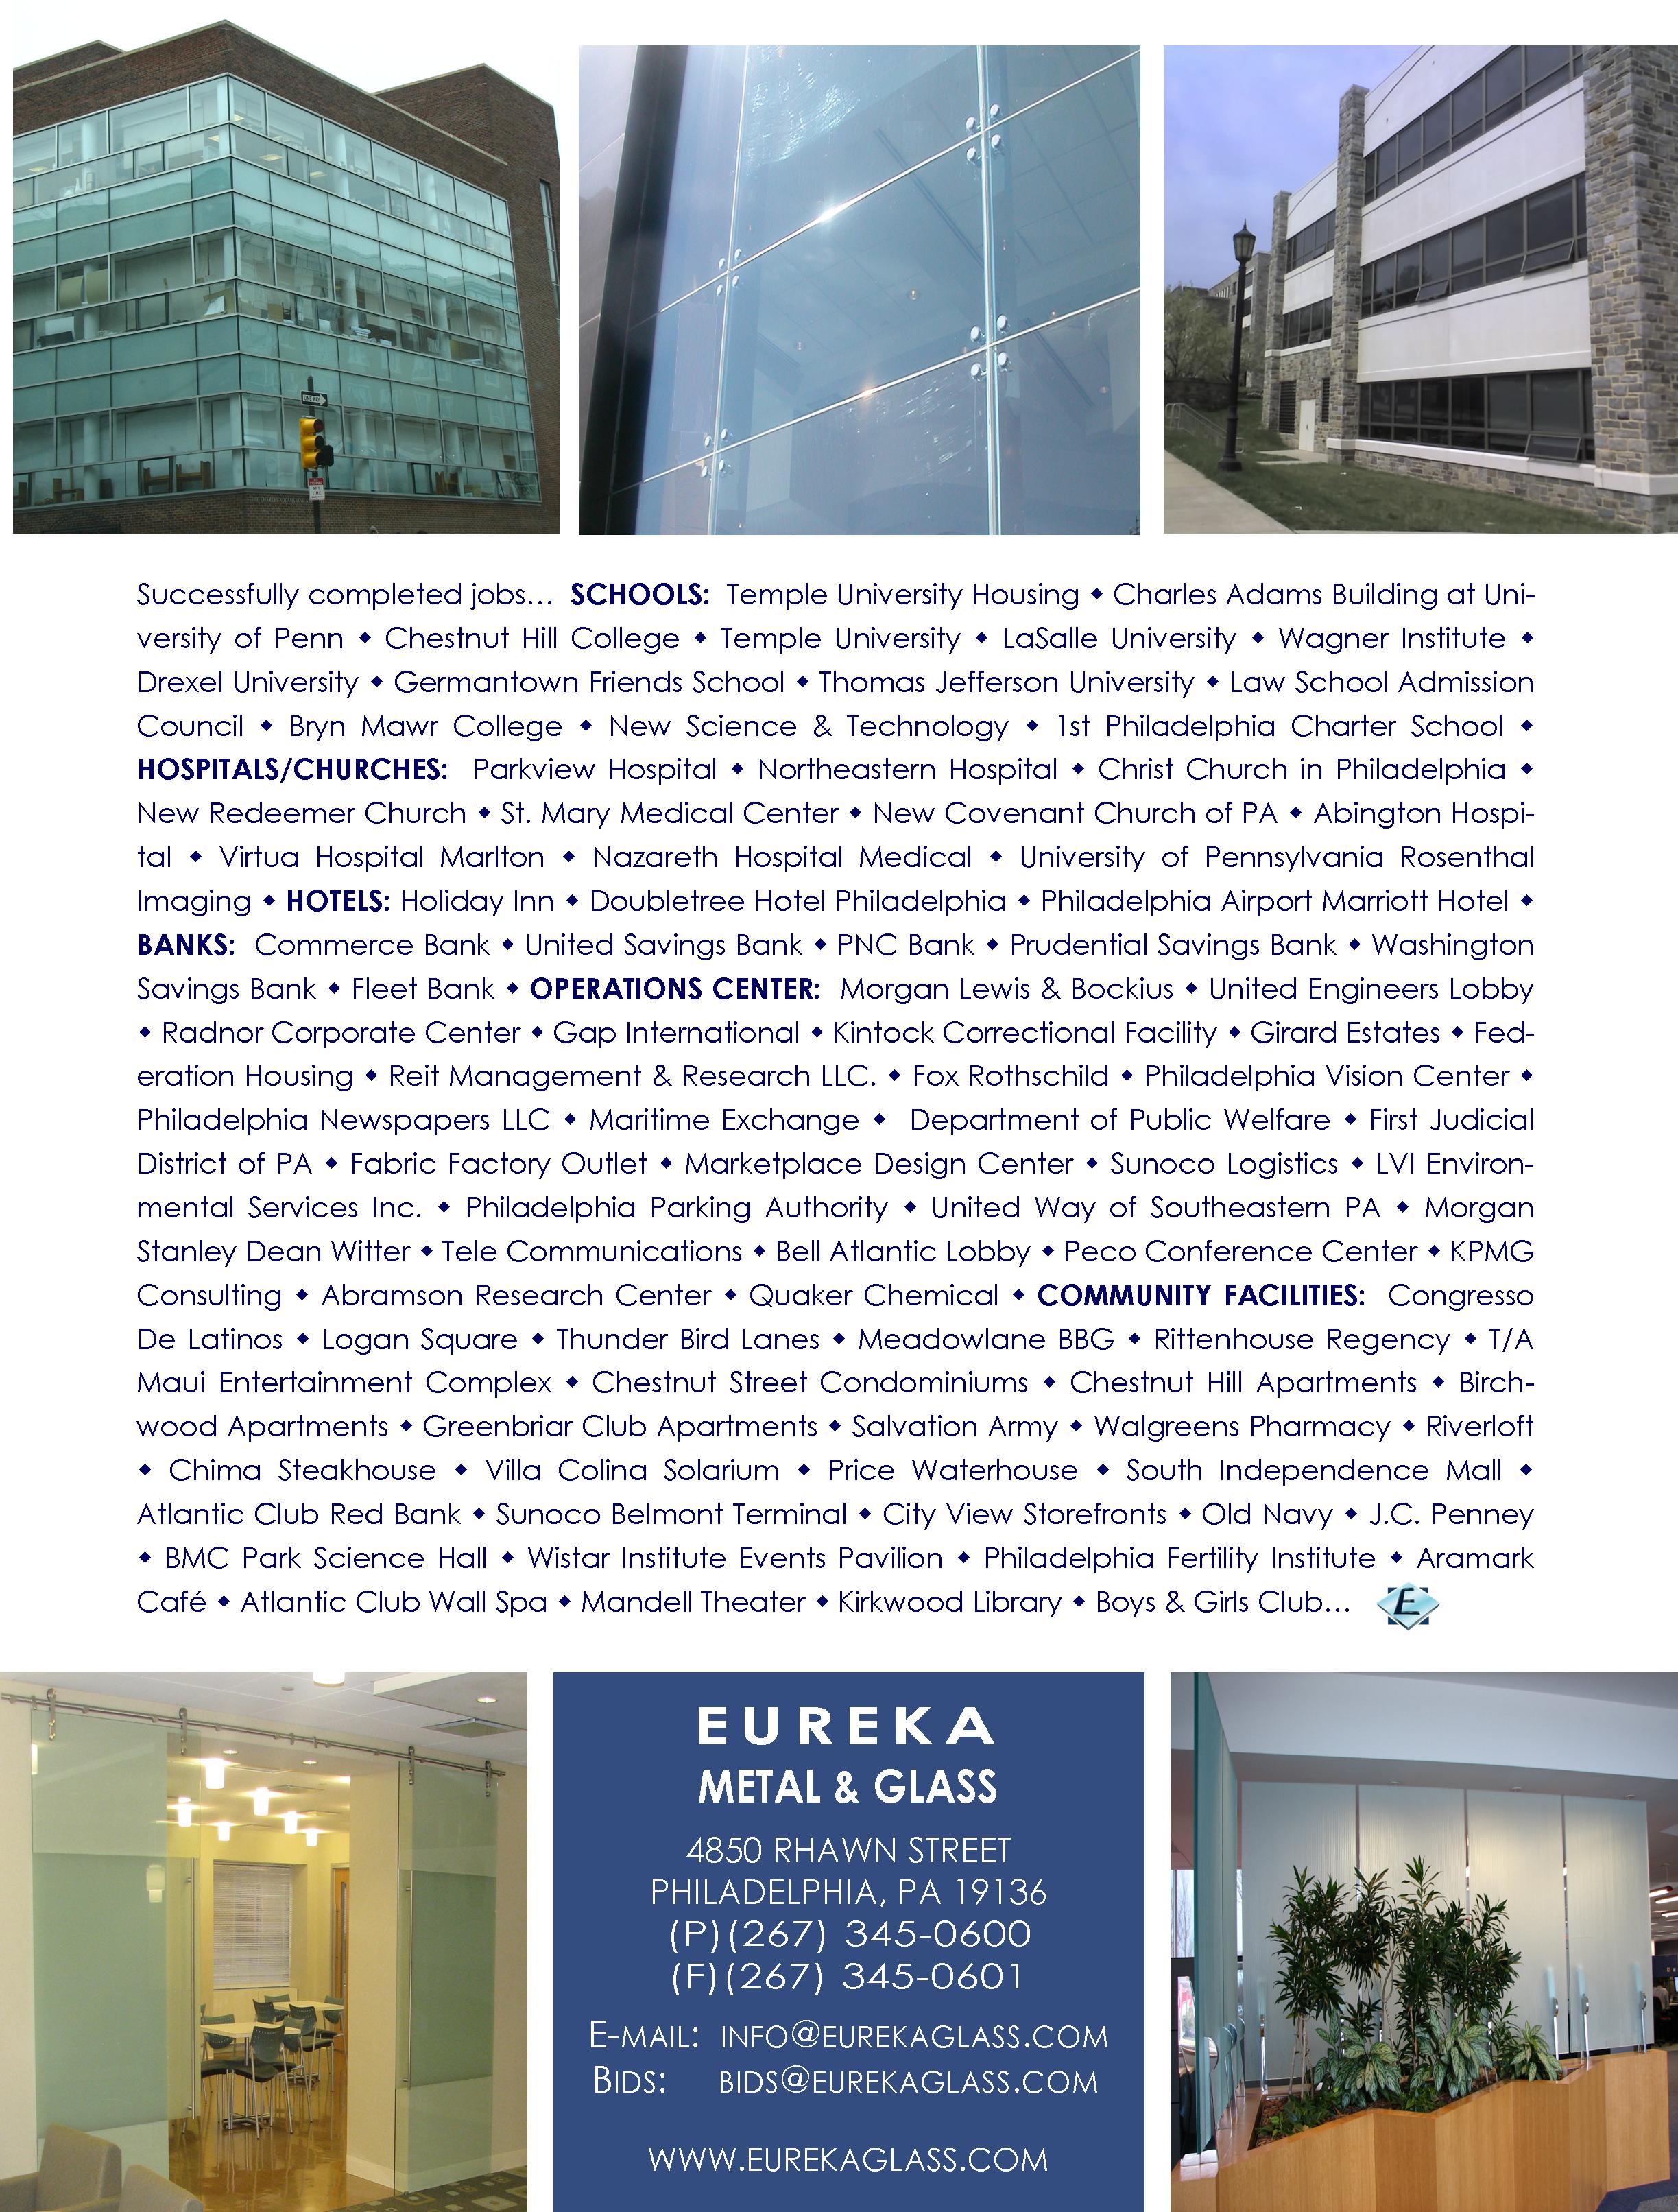 ONE WAY
Successfully completed jobs… SCHOOLS: Temple University Housing ◆ Charles Adams Building at Uni-
versity of Penn ◆ Chestnut Hill College ◆ Temple University ◆ LaSalle University ◆ Wagner Institute ◆
Drexel University ◆ Germantown Friends School ◆ Thomas Jefferson University ◆ Law School Admission
Council ◆ Bryn Mawr College ◆ New Science & Technology ◆ 1st Philadelphia Charter School ◆
HOSPITALS/CHURCHES: Parkview Hospital ◆ Northeastern Hospital ◆ Christ Church in Philadelphia ◆
New Redeemer Church ◆ St. Mary Medical Center ◆ New Covenant Church of PA ◆ Abington Hospi-
tal ◆ Virtua Hospital Marlton ◆ Nazareth Hospital Medical ◆ University of Pennsylvania Rosenthal
Imaging ◆ HOTELS: Holiday Inn ◆ Doubletree Hotel Philadelphia ◆ Philadelphia Airport Marriott Hotel ◆
BANKS: Commerce Bank ◆ United Savings Bank ◆ PNC Bank ◆ Prudential Savings Bank ◆ Washington
Savings Bank ◆ Fleet Bank ◆ OPERATIONS CENTER: Morgan Lewis & Bockius ◆ United Engineers Lobby
◆ Radnor Corporate Center ◆ Gap International ◆ Kintock Correctional Facility ◆ Girard Estates ◆ Fed-
eration Housing ◆ Reit Management & Research LLC. ◆ Fox Rothschild ◆ Philadelphia Vision Center ◆
Philadelphia Newspapers LLC ◆ Maritime Exchange ◆ Department of Public Welfare ◆ First Judicial
District of PA ◆ Fabric Factory Outlet ◆ Marketplace Design Center ◆ Sunoco Logistics ◆ LVI Environ-
mental Services Inc. ◆ Philadelphia Parking Authority ◆ United Way of Southeastern PA ◆ Morgan
Stanley Dean Witter ◆ Tele Communications ◆ Bell Atlantic Lobby ◆ Peco Conference Center ◆ KPMG
Consulting ◆ Abramson Research Center ◆ Quaker Chemical ◆ COMMUNITY FACILITIES: Congresso
De Latinos ◆ Logan Square ◆ Thunder Bird Lanes ◆ Meadowlane BBG ◆ Rittenhouse Regency ◆ T/A
Maui Entertainment Complex ◆ Chestnut Street Condominiums ◆ Chestnut Hill Apartments ◆ Birch-
wood Apartments ◆ Greenbriar Club Apartments ◆ Salvation Army ◆ Walgreens Pharmacy ◆ Riverloft
◆ Chima Steakhouse ◆ Villa Colina Solarium ◆ Price Waterhouse ◆ South Independence Mall ◆
Atlantic Club Red Bank ◆ Sunoco Belmont Terminal ◆ City View Storefronts ◆ Old Navy ◆ J.C. Penney
◆ BMC Park Science Hall ◆ Wistar Institute Events Pavilion ◆ Philadelphia Fertility Institute ◆ Aramark
Café ◆ Atlantic Club Wall Spa ◆ Mandell Theater ◆ Kirkwood Library ◆ Boys & Girls Club… E
EUREKA
METAL & GLASS
4850 RHAWN STREET
PHILADELPHIA, PA 19136
(P)(267) 345-0600
(F)(267) 345-0601
E-MAIL: INFO@EUREKAGLASS.COM
BIDS: BIDS@EUREKAGLASS.COM
WWW.EUREKAGLASS.COM